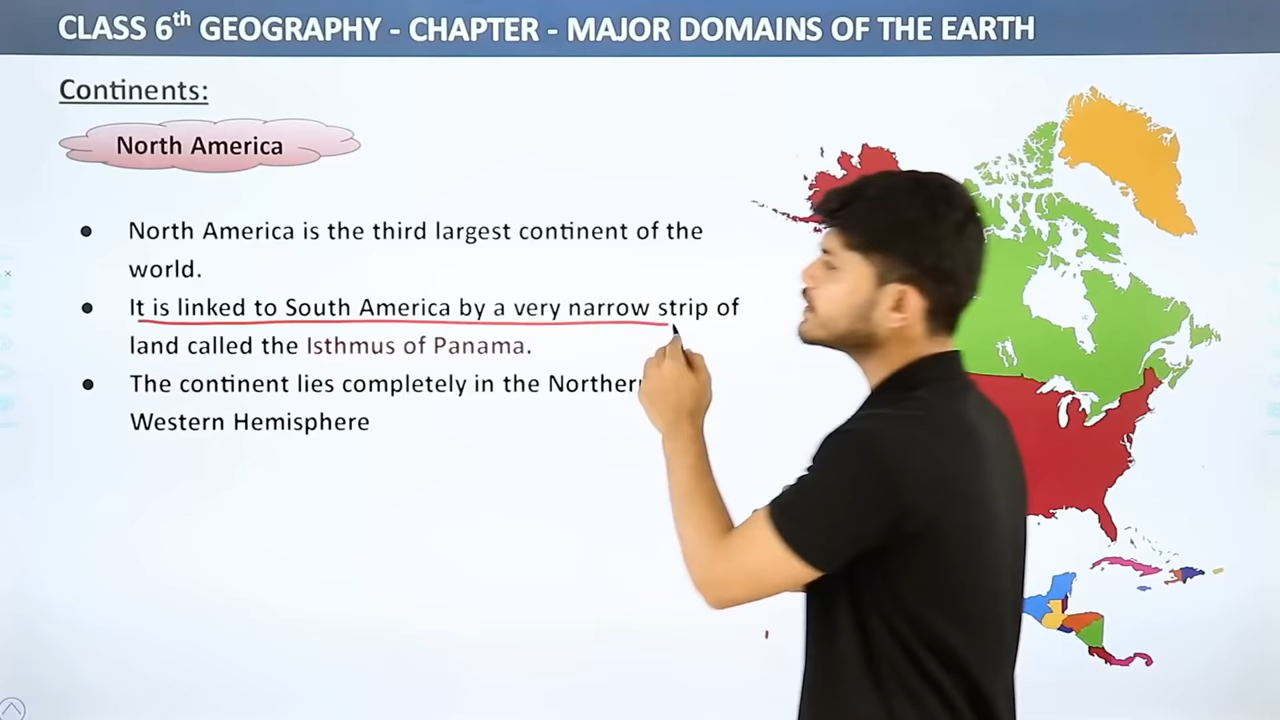 CLASS 6th GEOGRAPHY - CHAPTER - MAJOR DOMAINS OF THE EARTH
Continents:
North America
● North America is the third largest continent of the
world.
● It is linked to South America by a very narrow strip of
land called the Isthmus of Panama.
● The continent lies completely in the
Western Hemisphere